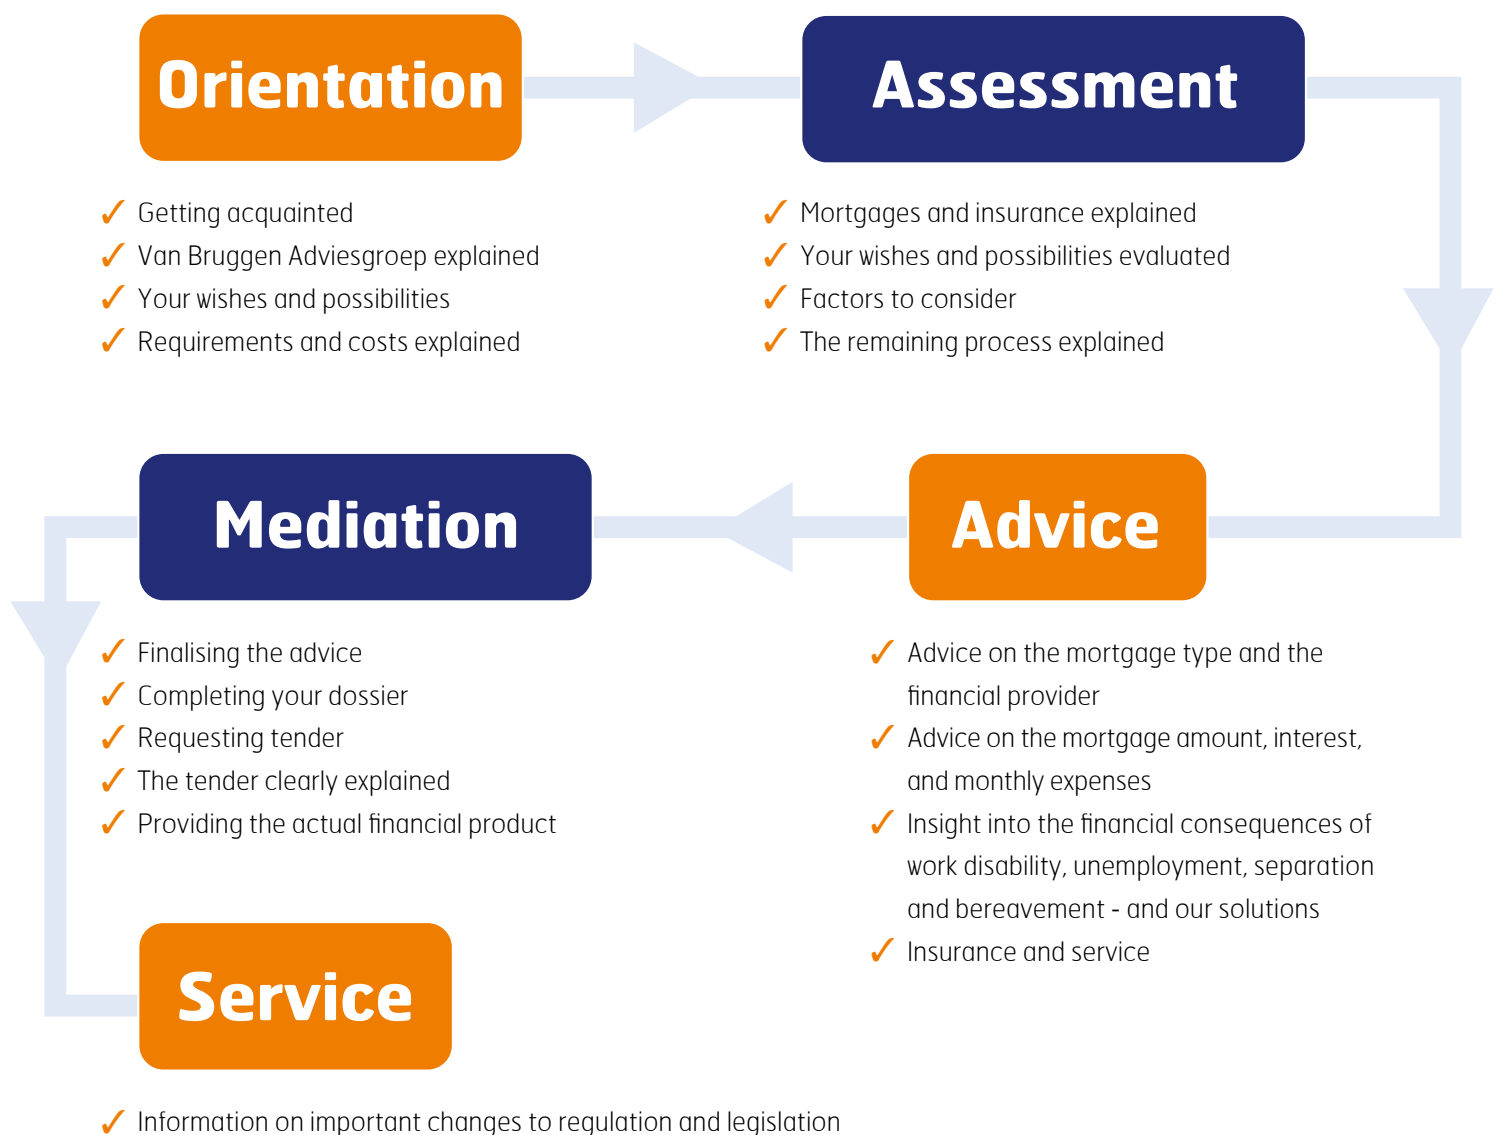 Orientation
Getting acquainted
Van Bruggen Adviesgroep explained
Your wishes and possibilities
Requirements and costs explained
Assessment
Mortgages and insurance explained
Your wishes and possibilities evaluated
Factors to consider
The remaining process explained
Advice
Advice on the mortgage type and the
financial provider
Advice on the mortgage amount, interest,
and monthly expenses
Insight into the financial consequences of
work disability, unemployment, separation
and bereavement - and our solutions
Insurance and service
Mediation
Finalising the advice
Completing your dossier
Requesting tender
The tender clearly explained
Providing the actual financial product
Service
Information on important changes to regulation and legislation